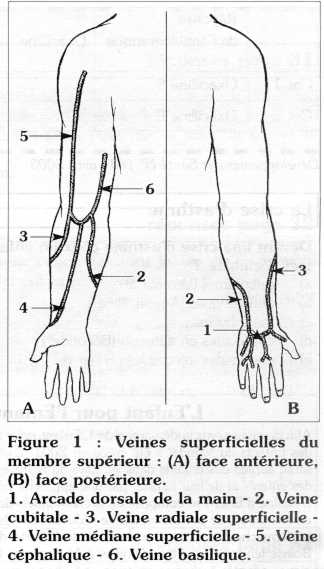 5
6
3
2
4
A
3
2
1
B
Figure 1 : Veines superficielles du
membre supérieur : (A) face antérieure,
(B) face postérieure.
1. Arcade dorsale de la main - 2. Veine
cubitale - 3. Veine radiale superficielle -
4. Veine médiane superficielle - 5. Veine
céphalique - 6. Veine basilique.